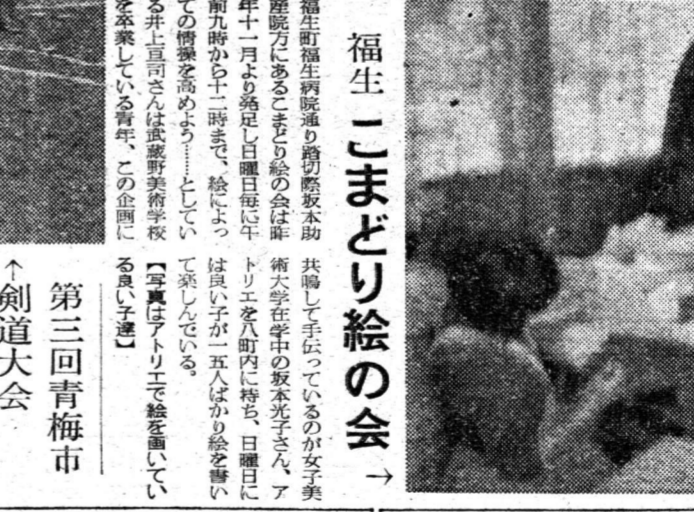 福生 こまどり絵の会→
福生町福生病院通り踏切際坂本助
産院方にあるこまどり絵の会は昨
年十一月より発足し日曜日毎に午
前九時から十二時まで、絵によっ
ての情操を高めよう……としてい
る井上亘司さんは武蔵野美術学校
を卒業している青年、この企画に
共鳴して手伝っているのが女子美
術大学在学中の坂本光子さん、ア
トリエを八町内に持ち、日曜日に
は良い子が一五人ばかり絵を書い
て楽しんでいる。
【写真はアトリエで絵を画いてい
る良い子達】
第三回青梅市
↑剣道大会